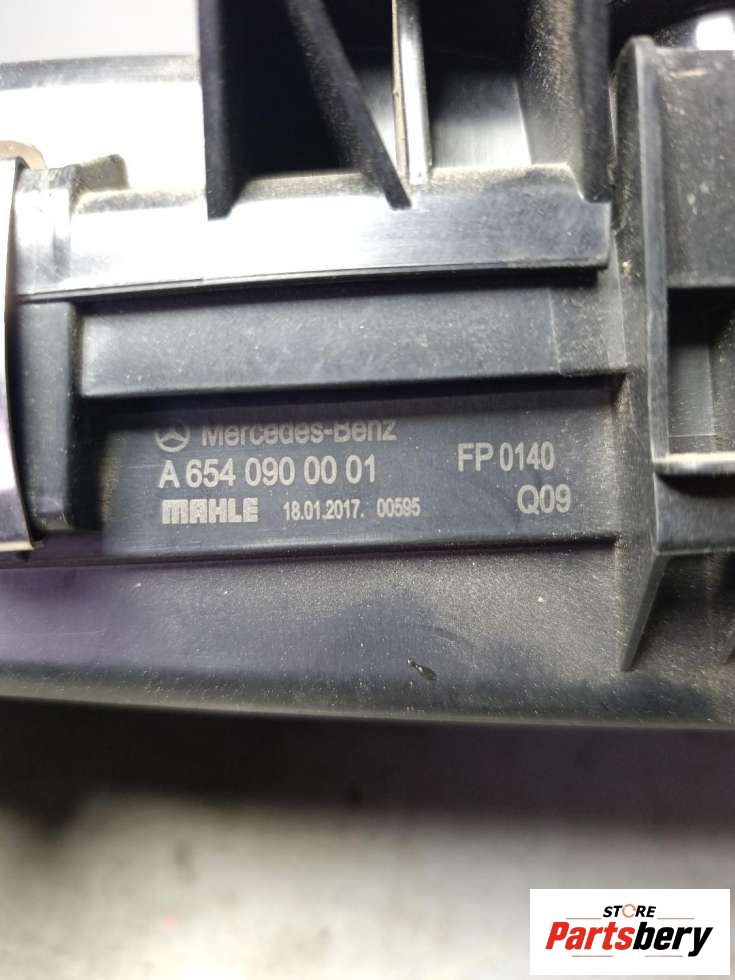 Mercedes-Benz
A 654 090 00 01
FP 0140
MAHLE 18.01.2017. 00595
Q09
STORE
Partsbery